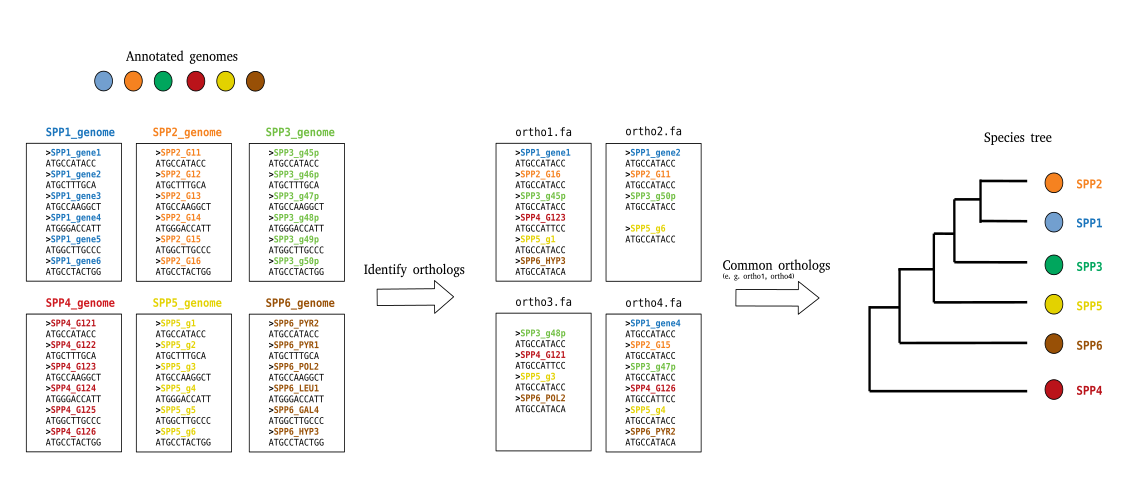 Annotated genomes
SPP1_genome
>SPP1_gene1
ATGCCATACC
>SPP1_gene2
ATGCTTTGCA
>SPP1_gene3
ATGCCAAGGCT
>SPP1_gene4
ATGGGACCATT
>SPP1_gene5
ATGGCTTGCCC
>SPP1_gene6
ATGCCTACTGG
SPP2_genome
>SPP2_G11
ATGCCATACC
>SPP2_G12
ATGCTTTGCA
>SPP2_G13
ATGCCAAGGCT
>SPP2_G14
ATGGGACCATT
>SPP2_G15
ATGGCTTGCCC
>SPP2_G16
ATGCCTACTGG
SPP3_genome
>SPP3_g45p
ATGCCATACC
>SPP3_g46p
ATGCTTTGCA
>SPP3_g47p
ATGCCAAGGCT
>SPP3_g48p
ATGGGACCATT
>SPP3_g49p
ATGGCTTGCCC
>SPP3_g50p
ATGCCTACTGG
SPP4_genome
>SPP4_G121
ATGCCATACC
>SPP4_G122
ATGCTTTGCA
>SPP4_G123
ATGCCAAGGCT
>SPP4_G124
ATGGGACCATT
>SPP4_G125
ATGGCTTGCCC
>SPP4_G126
ATGCCTACTGG
SPP5_genome
>SPP5_g1
ATGCCATACC
>SPP5_g2
ATGCTTTGCA
>SPP5_g3
ATGCCAAGGCT
>SPP5_g4
ATGGGACCATT
>SPP5_g5
ATGGCTTGCCC
>SPP5_g6
ATGCCTACTGG
SPP6_genome
>SPP6_PYR2
ATGCCATACC
>SPP6_PYR1
ATGCTTTGCA
>SPP6_POL2
ATGCCAAGGCT
>SPP6_LEU1
ATGGGACCATT
>SPP6_GAL4
ATGGCTTGCCC
>SPP6_HYP3
ATGCCTACTGG
Identify orthologs
ortho1.fa
>SPP1_gene1
ATGCCATACC
>SPP2_G16
ATGCCATACC
>SPP3_g45p
ATGCCATACC
>SPP4_G123
ATGCCATTCC
>SPP5_g1
ATGCCATACC
>SPP6_HYP3
ATGCCATACA
ortho2.fa
>SPP1_gene2
ATGCCATACC
>SPP2_G11
ATGCCATACC
>SPP3_g50p
ATGCCATACC
>SPP5_g6
ATGCCATACC
ortho3.fa
>SPP3_g48p
ATGCCATACC
>SPP4_G121
ATGCCATTCC
>SPP5_g3
ATGCCATACC
>SPP6_POL2
ATGCCATACA
ortho4.fa
>SPP1_gene4
ATGCCATACC
>SPP2_G15
ATGCCATACC
>SPP3_g47p
ATGCCATACC
>SPP4_G126
ATGCCATTCC
>SPP5_g4
ATGCCATACC
>SPP6_PYR2
ATGCCATACA
Common orthologs
(e. g. ortho1, ortho4)
Species tree
SPP2
SPP1
SPP3
SPP5
SPP6
SPP4